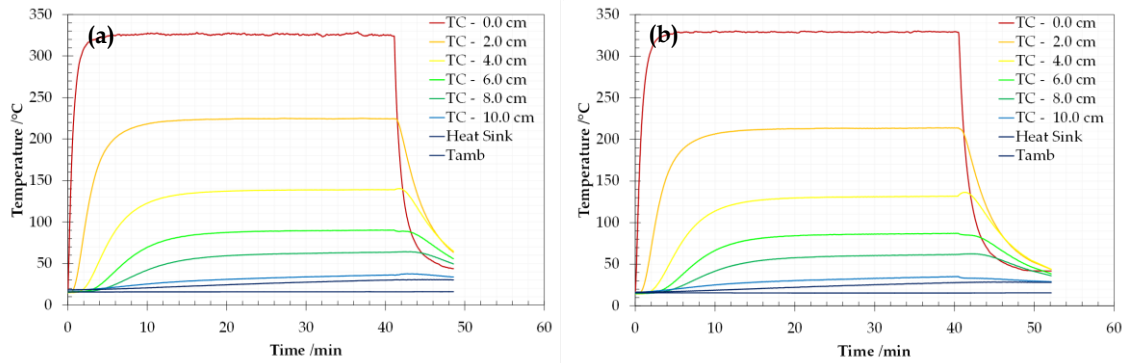 (a)
Temperature /°C
350
300
250
200
150
100
50
0
0 10 20 30 40 50 60
Time /min
TC - 0.0 cm
TC - 2.0 cm
TC - 4.0 cm
TC - 6.0 cm
TC - 8.0 cm
TC - 10.0 cm
Heat Sink
Tamb
(b)
Temperature /°C
350
300
250
200
150
100
50
0
0 10 20 30 40 50 60
Time /min
TC - 0.0 cm
TC - 2.0 cm
TC - 4.0 cm
TC - 6.0 cm
TC - 8.0 cm
TC - 10.0 cm
Heat Sink
Tamb